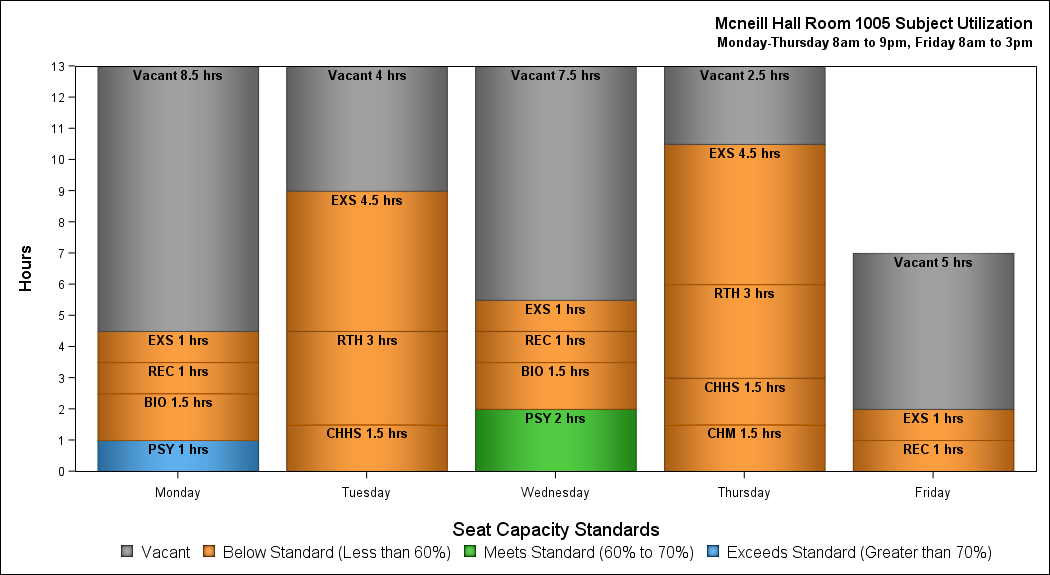 Mcneill Hall Room 1005 Subject Utilization
Monday-Thursday 8am to 9pm, Friday 8am to 3pm
Hours
13
12
11
10
9
8
7
6
5
4
3
2
1
0
Vacant 8.5 hrs
EXS 1 hrs
REC 1 hrs
BIO 1.5 hrs
PSY 1 hrs
Vacant 4 hrs
EXS 4.5 hrs
RTH 3 hrs
CHHS 1.5 hrs
Vacant 7.5 hrs
EXS 1 hrs
REC 1 hrs
BIO 1.5 hrs
PSY 2 hrs
Vacant 2.5 hrs
EXS 4.5 hrs
RTH 3 hrs
CHHS 1.5 hrs
CHM 1.5 hrs
Vacant 5 hrs
EXS 1 hrs
REC 1 hrs
Monday Tuesday Wednesday Thursday Friday
Seat Capacity Standards
Vacant Below Standard (Less than 60%) Meets Standard (60% to 70%) Exceeds Standard (Greater than 70%)